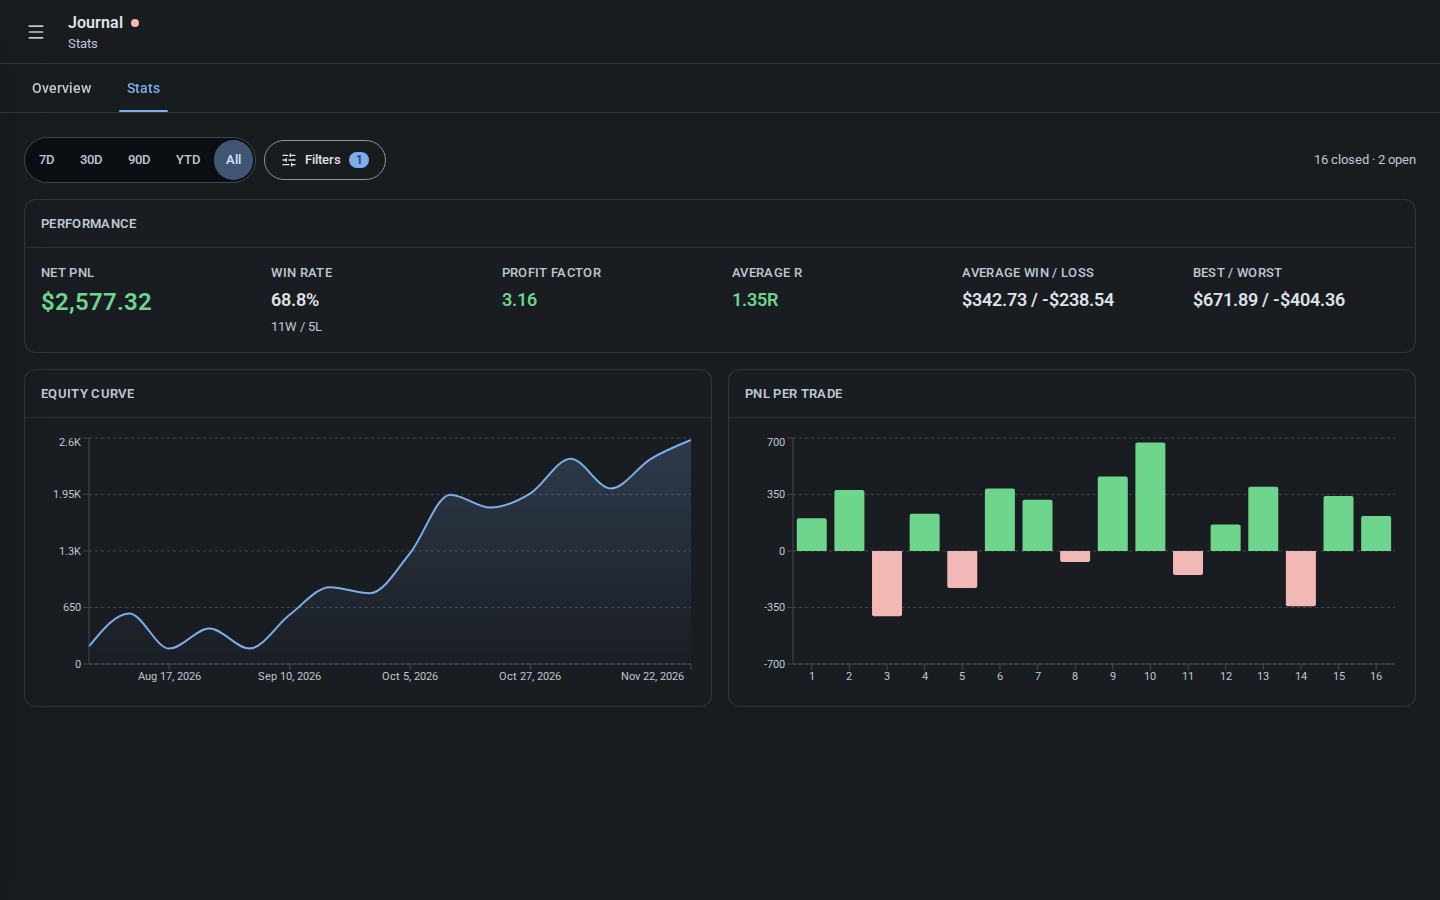 Journal
Stats
Overview Stats
7D 30D 90D YTD All Filters 1 16 closed · 2 open
PERFORMANCE
NET PNL WIN RATE PROFIT FACTOR AVERAGE R AVERAGE WIN / LOSS BEST / WORST
$2,577.32 68.8% 3.16 1.35R $342.73 / -$238.54 $671.89 / -$404.36
11W / 5L
EQUITY CURVE
2.6K
1.95K
1.3K
650
0
Aug 17, 2026 Sep 10, 2026 Oct 5, 2026 Oct 27, 2026 Nov 22, 2026
PNL PER TRADE
700
350
0
-350
-700
1 2 3 4 5 6 7 8 9 10 11 12 13 14 15 16